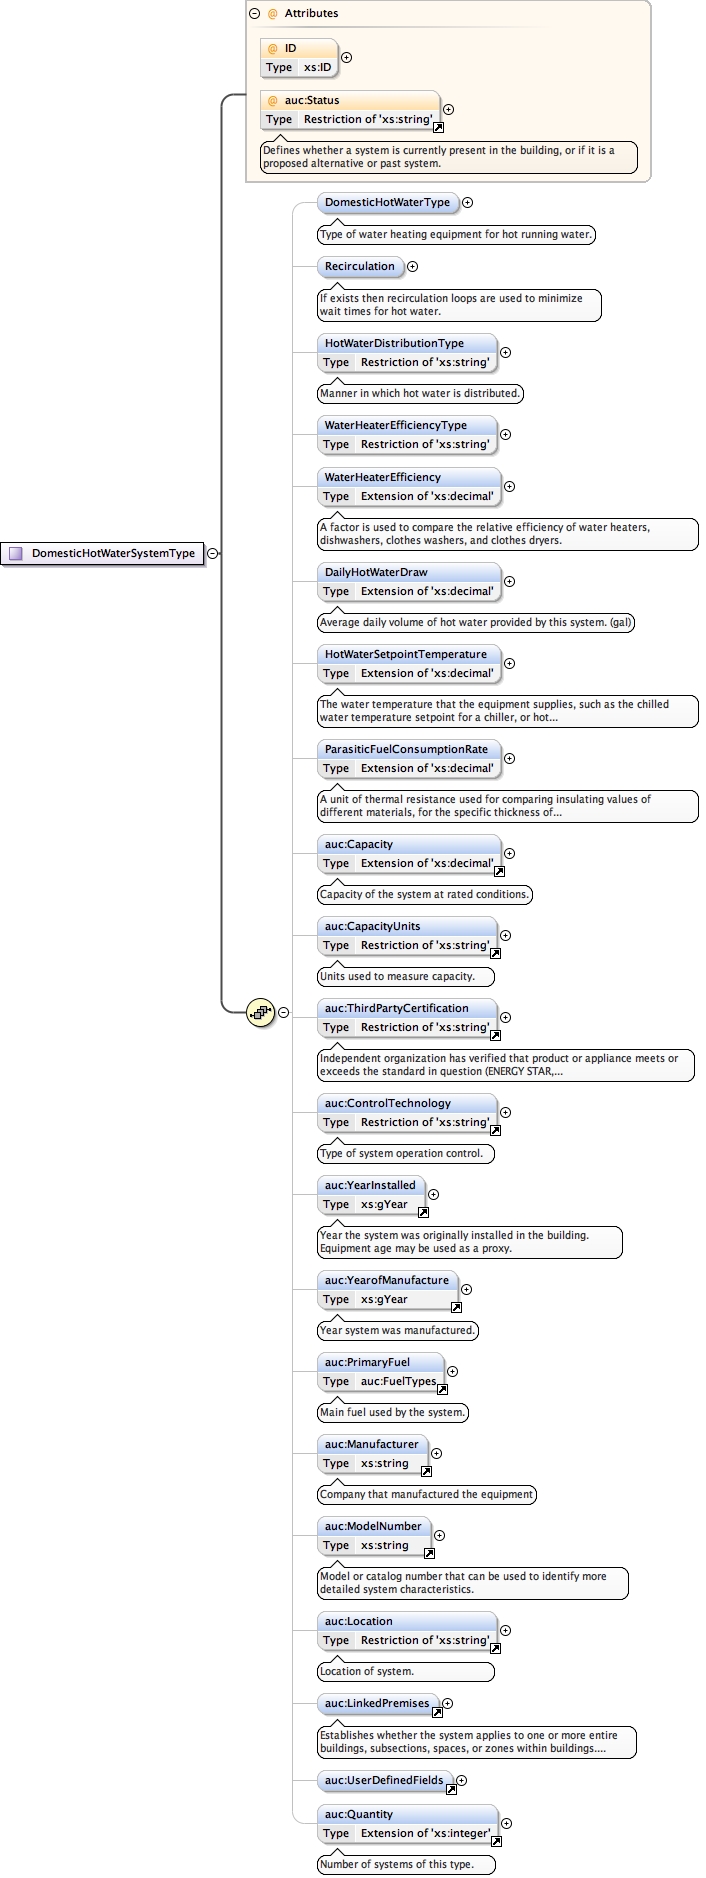 Attributes
@ ID
Type xs:ID
@ auc:Status
Type Restriction of 'xs:string'
Defines whether a system is currently present in the building, or if it is a
proposed alternative or past system.
DomesticHotWaterType
Type of water heating equipment for hot running water.
Recirculation
If exists then recirculation loops are used to minimize
wait times for hot water.
HotWaterDistributionType
Type Restriction of 'xs:string'
Manner in which hot water is distributed.
WaterHeaterEfficiencyType
Type Restriction of 'xs:string'
WaterHeaterEfficiency
Type Extension of 'xs:decimal'
A factor is used to compare the relative efficiency of water heaters,
dishwashers, clothes washers, and clothes dryers.
DomesticHotWaterSystemType
DailyHotWaterDraw
Type Extension of 'xs:decimal'
Average daily volume of hot water provided by this system. (gal)
HotWaterSetpointTemperature
Type Extension of 'xs:decimal'
The water temperature that the equipment supplies, such as the chilled
water temperature setpoint for a chiller, or hot...
ParasiticFuelConsumptionRate
Type Extension of 'xs:decimal'
A unit of thermal resistance used for comparing insulating values of
different materials, for the specific thickness of...
auc:Capacity
Type Extension of 'xs:decimal'
Capacity of the system at rated conditions.
auc:CapacityUnits
Type Restriction of 'xs:string'
Units used to measure capacity.
auc:ThirdPartyCertification
Type Restriction of 'xs:string'
Independent organization has verified that product or appliance meets or
exceeds the standard in question (ENERGY STAR,...
auc:ControlTechnology
Type Restriction of 'xs:string'
Type of system operation control.
auc:YearInstalled
Type xs:gYear
Year the system was originally installed in the building.
Equipment age may be used as a proxy.
auc:YearofManufacture
Type xs:gYear
Year system was manufactured.
auc:PrimaryFuel
Type auc:FuelTypes
Main fuel used by the system.
auc:Manufacturer
Type xs:string
Company that manufactured the equipment
auc:ModelNumber
Type xs:string
Model or catalog number that can be used to identify more
detailed system characteristics.
auc:Location
Type Restriction of 'xs:string'
Location of system.
auc:LinkedPremises
Establishes whether the system applies to one or more entire
buildings, subsections, spaces, or zones within buildings....
auc:UserDefinedFields
auc:Quantity
Type Extension of 'xs:integer'
Number of systems of this type.